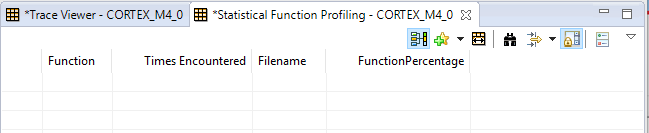 *Trace Viewer - CORTEX_M4_0
*Statistical Function Profiling - CORTEX_M4_0
Function Times Encountered Filename FunctionPercentage